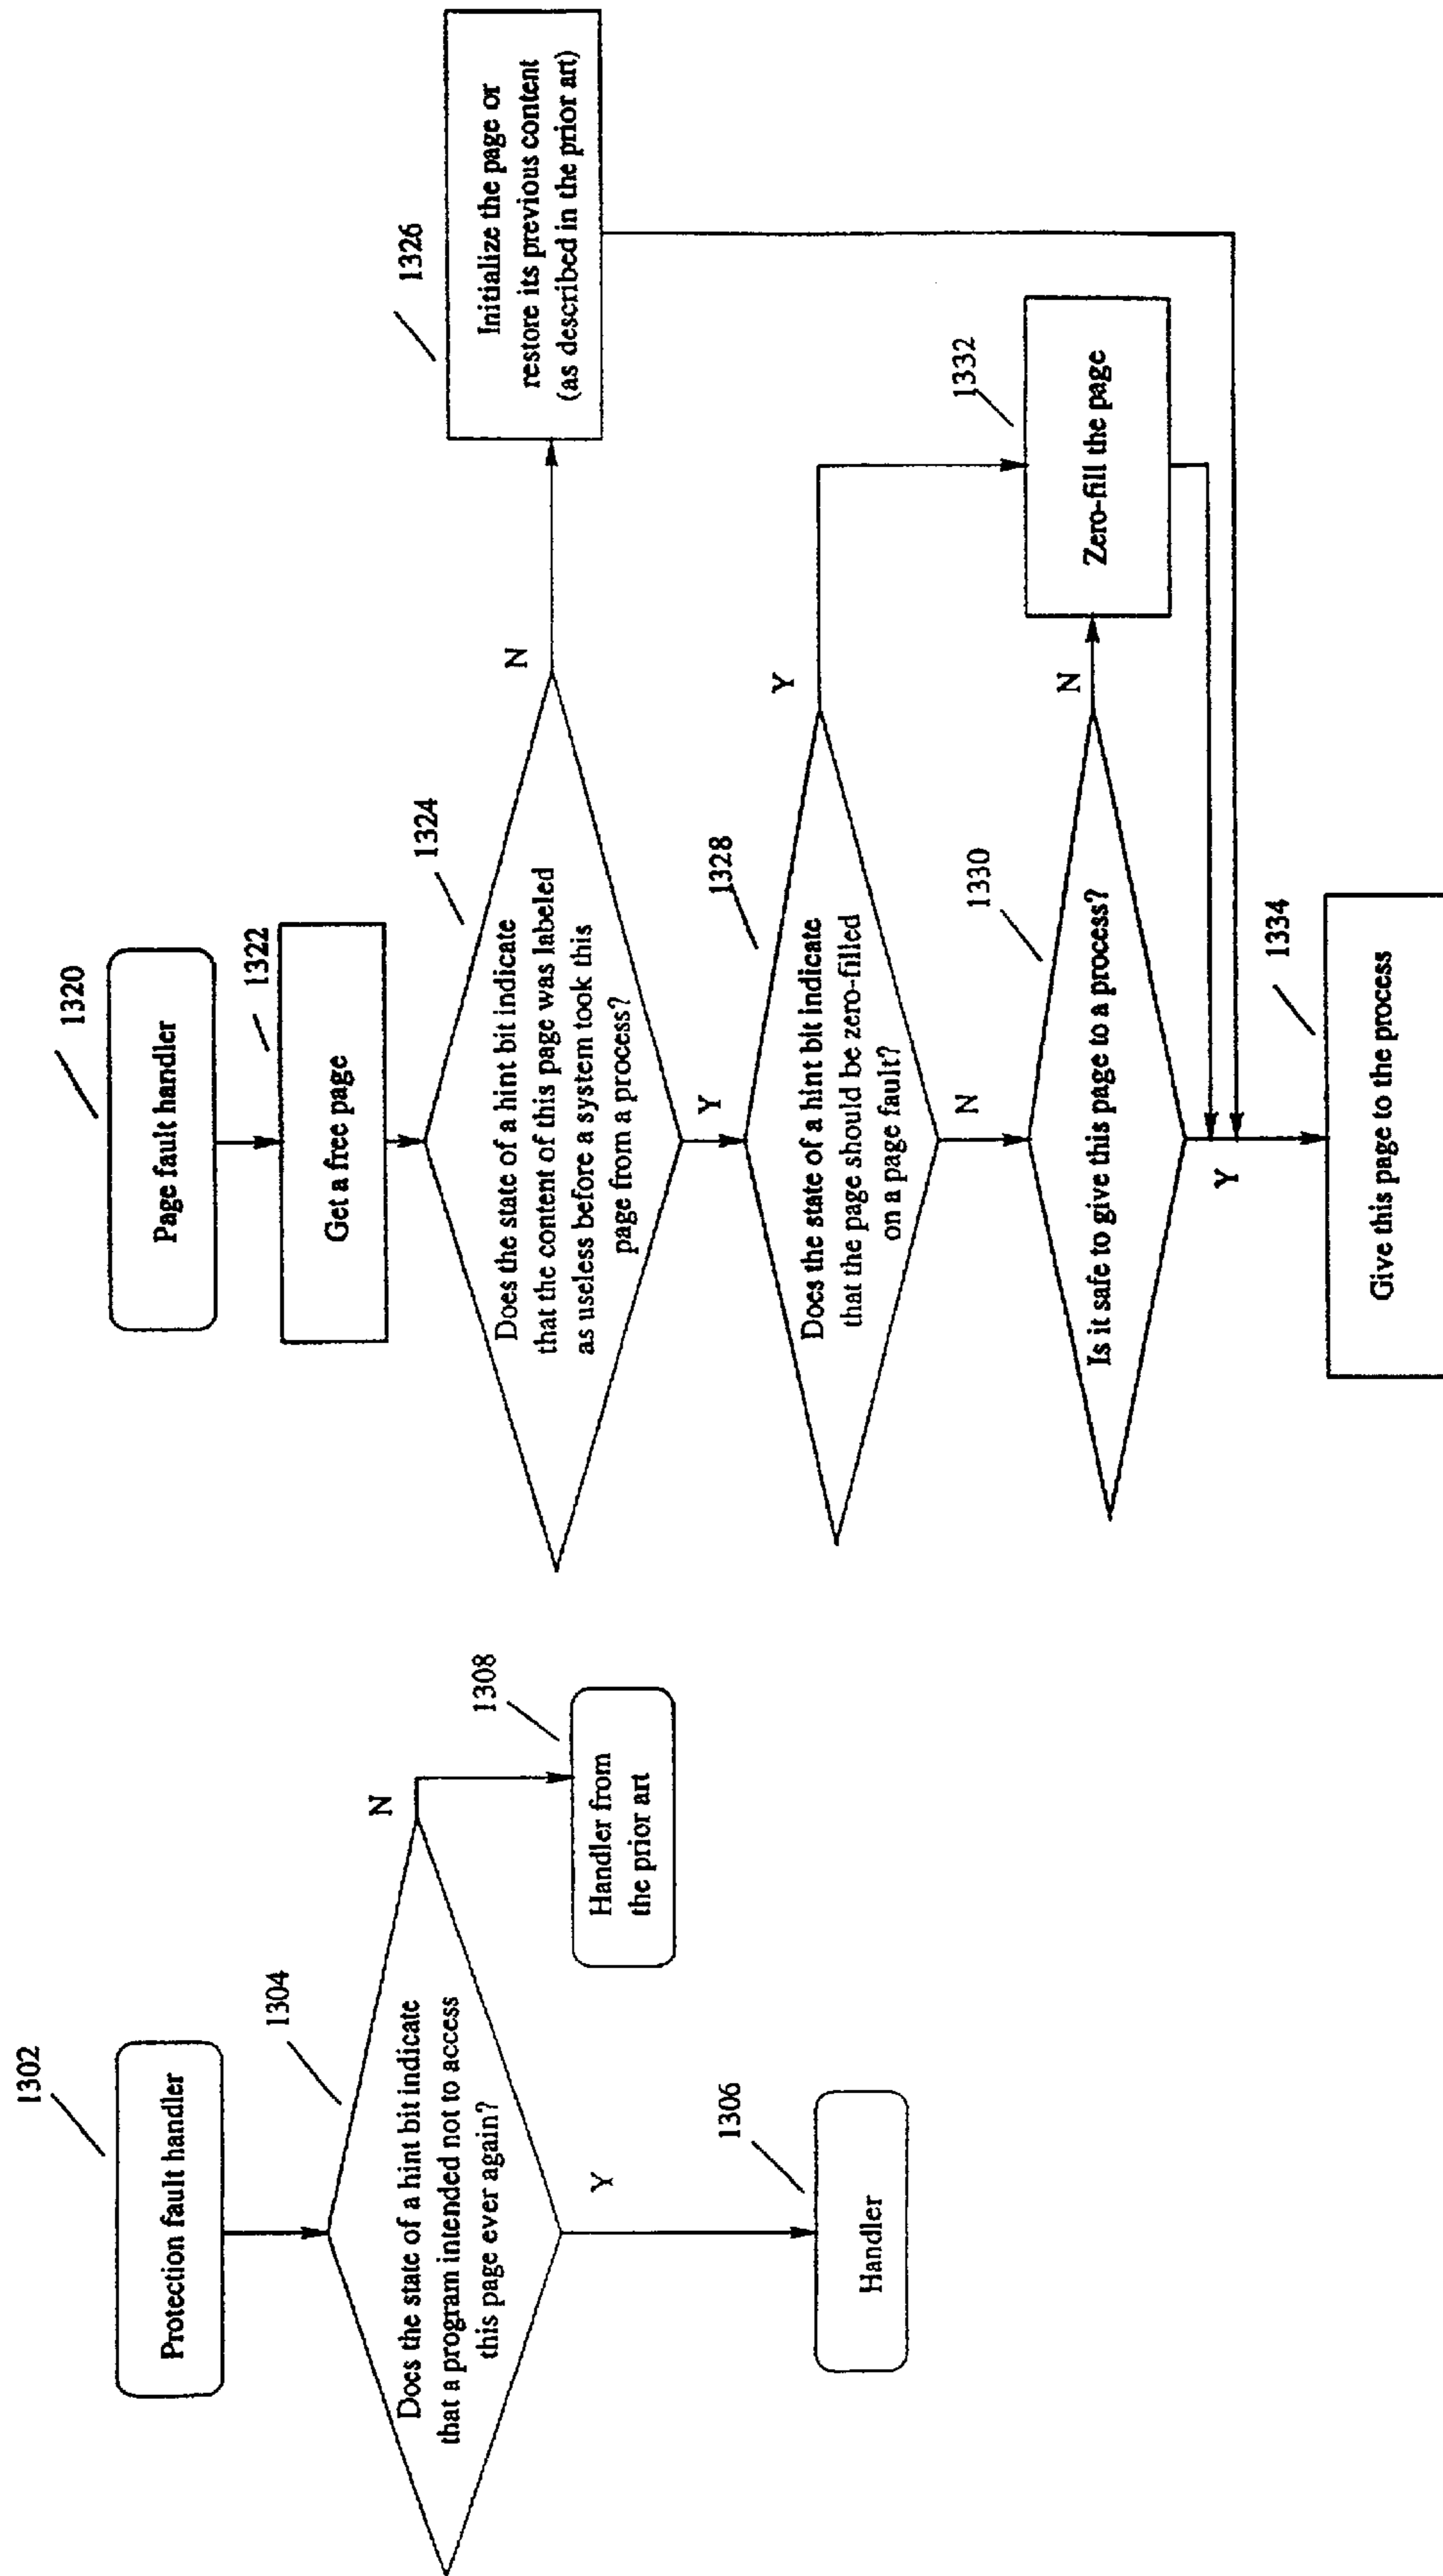 1302
Protection fault handler
1304
Does the state of a hint bit indicate
that a program intended not to access
this page ever again?
N
Y
1308
Handler from
the prior art
1306
Handler
1320
Page fault handler
1322
Get a free page
1324
Does the state of a hint bit indicate
that the content of this page was labeled
as useless before a system took this
page from a process?
N
Y
1326
Initialize the page or
restore its previous content
(as described in the prior art)
1328
Does the state of a hint bit indicate
that the page should be zero-filled
on a page fault?
Y
N
1330
Is it safe to give this page to a process?
N
Y
1332
Zero-fill the page
1334
Give this page to the process